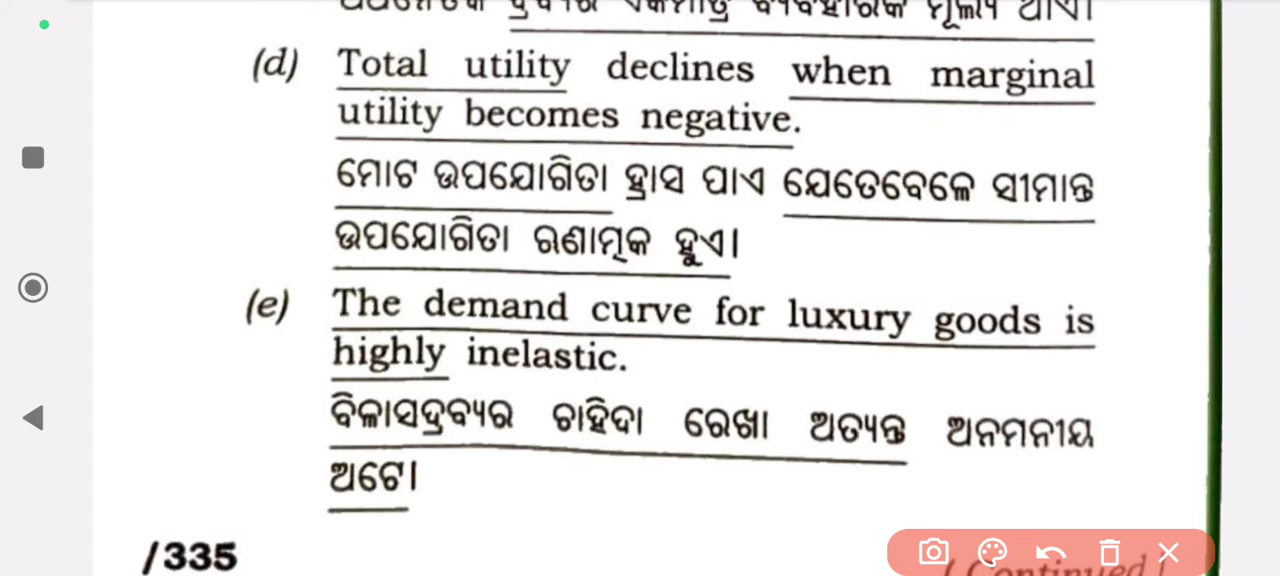 (d) Total utility declines when marginal
utility becomes negative.
ମୋଟ ଉପଯୋଗିତା ହ୍ରାସ ପାଏ ଯେତେବେଳେ ସୀମାନ୍ତ
ଉପଯୋଗିତା ଋଣାତ୍ମକ ହୁଏ।
(e) The demand curve for luxury goods is
highly inelastic.
ବିଳାସଦ୍ରବ୍ୟର ଚାହିଦା ରେଖା ଅତ୍ୟନ୍ତ ଅନମନୀୟ
ଅଟେ।
/335
( Continued )